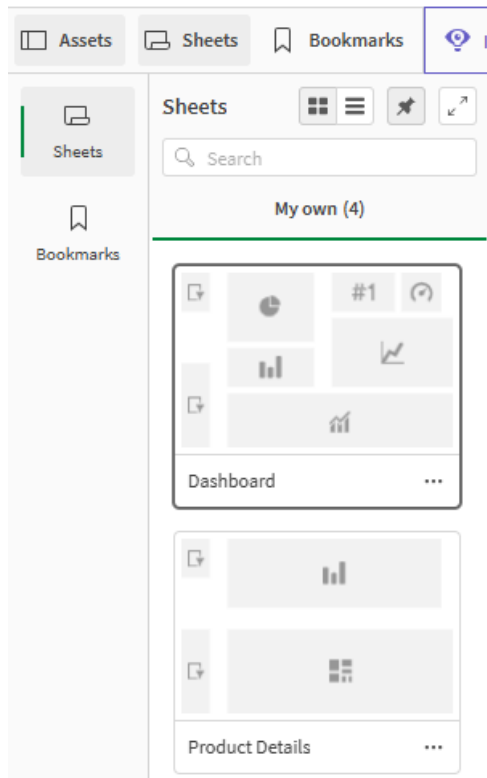 Assets
Sheets
Bookmarks
Sheets
Bookmarks
Sheets
Search
My own (4)
#1
Dashboard
Product Details